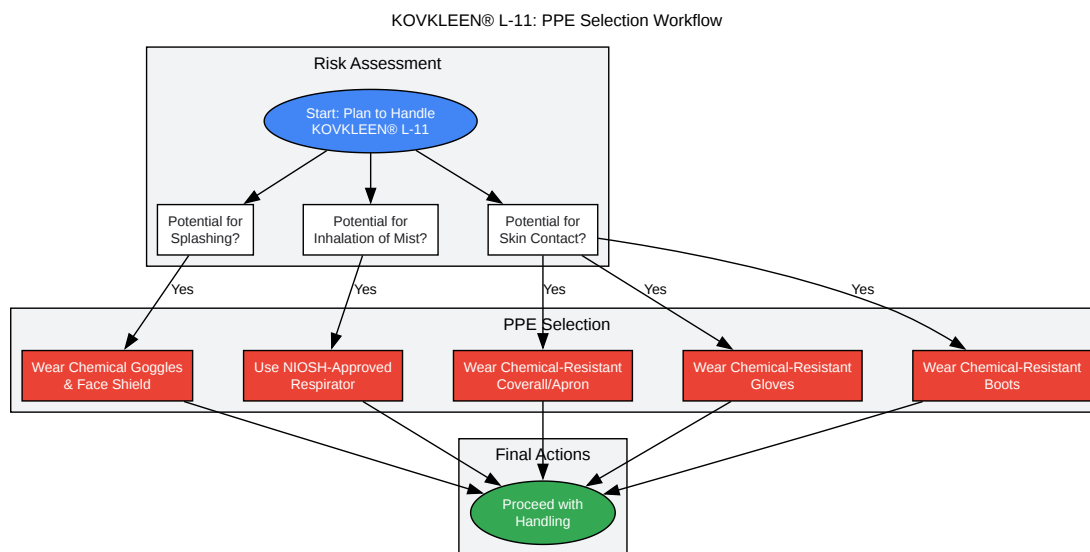 KOVKLEEN® L-11: PPE Selection Workflow
Risk Assessment
Start: Plan to Handle
KOVKLEEN® L-11
Potential for
Splashing?
Potential for
Inhalation of Mist?
Potential for
Skin Contact?
Yes
Yes
Yes
Yes
Yes
PPE Selection
Wear Chemical Goggles
& Face Shield
Use NIOSH-Approved
Respirator
Wear Chemical-Resistant
Coverall/Apron
Wear Chemical-Resistant
Gloves
Wear Chemical-Resistant
Boots
Final Actions
Proceed with
Handling